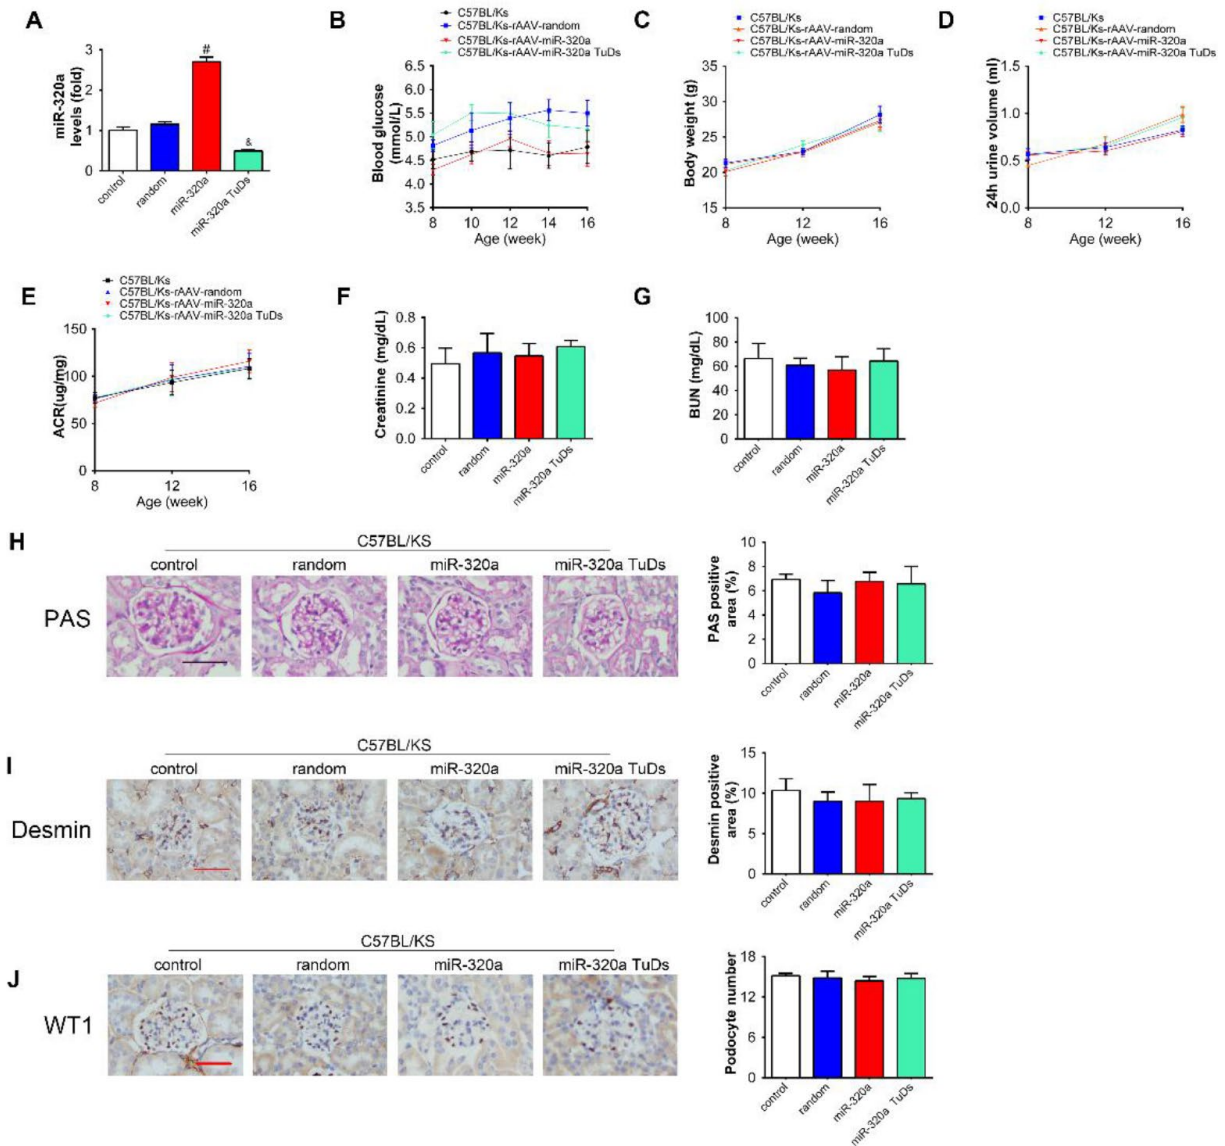 A
miR-320a
levels (fold)
3
2
1
0
#
&
control
random
miR-320a
miR-320a TuDs
B
C57BL/Ks
C57BL/Ks-rAAV-random
C57BL/Ks-rAAV-miR-320a
C57BL/Ks-rAAV-miR-320a TuDs
Blood glucose
(mmol/L)
6.5
6.0
5.5
5.0
4.5
4.0
3.5
8 10 12 14 16
Age (week)
C
C57BL/Ks
C57BL/Ks-rAAV-random
C57BL/Ks-rAAV-miR-320a
C57BL/Ks-rAAV-miR-320a TuDs
Body weight (g)
35
30
25
20
15
8 12 16
Age (week)
D
C57BL/Ks
C57BL/Ks-rAAV-random
C57BL/Ks-rAAV-miR-320a
C57BL/Ks-rAAV-miR-320a TuDs
24h urine volume (ml)
1.5
1.0
0.5
0.0
8 12 16
Age (week)
E
C57BL/Ks
C57BL/Ks-rAAV-random
C57BL/Ks-rAAV-miR-320a
C57BL/Ks-rAAV-miR-320a TuDs
ACR(ug/mg)
150
100
50
0
8 12 16
Age (week)
F
Creatinine (mg/dL)
0.8
0.6
0.4
0.2
0.0
control
random
miR-320a
miR-320a TuDs
G
BUN (mg/dL)
100
80
60
40
20
0
control
random
miR-320a
miR-320a TuDs
H
C57BL/KS
control random miR-320a miR-320a TuDs
PAS
PAS positive
area (%)
10
8
6
4
2
0
control
random
miR-320a
miR-320a TuDs
I
C57BL/KS
control random miR-320a miR-320a TuDs
Desmin
Desmin positive
area (%)
15
10
5
0
control
random
miR-320a
miR-320a TuDs
J
C57BL/KS
control random miR-320a miR-320a TuDs
WT1
Podocyte number
18
12
6
0
control
random
miR-320a
miR-320a TuDs